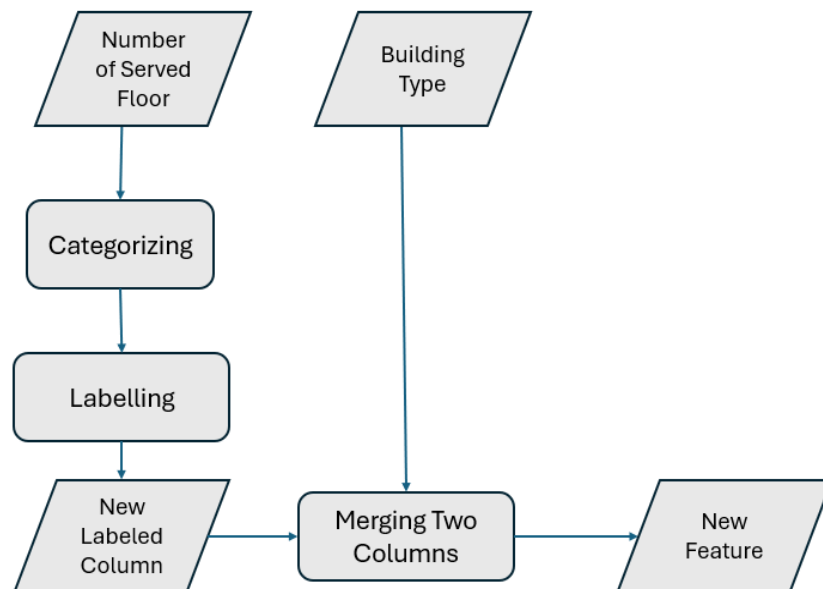 Number
of Served
Floor
Building
Type
Categorizing
Labelling
New
Labeled
Column
Merging Two
Columns
New
Feature